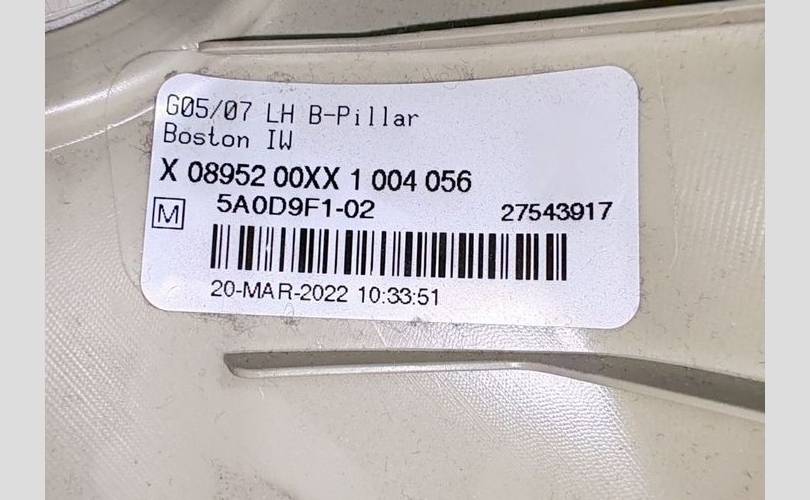 G05/07 LH B-Pillar
Boston IW
X 08952 00XX 1 004 056
M 5A0D9F1-02 27543917
20-MAR-2022 10:33:51